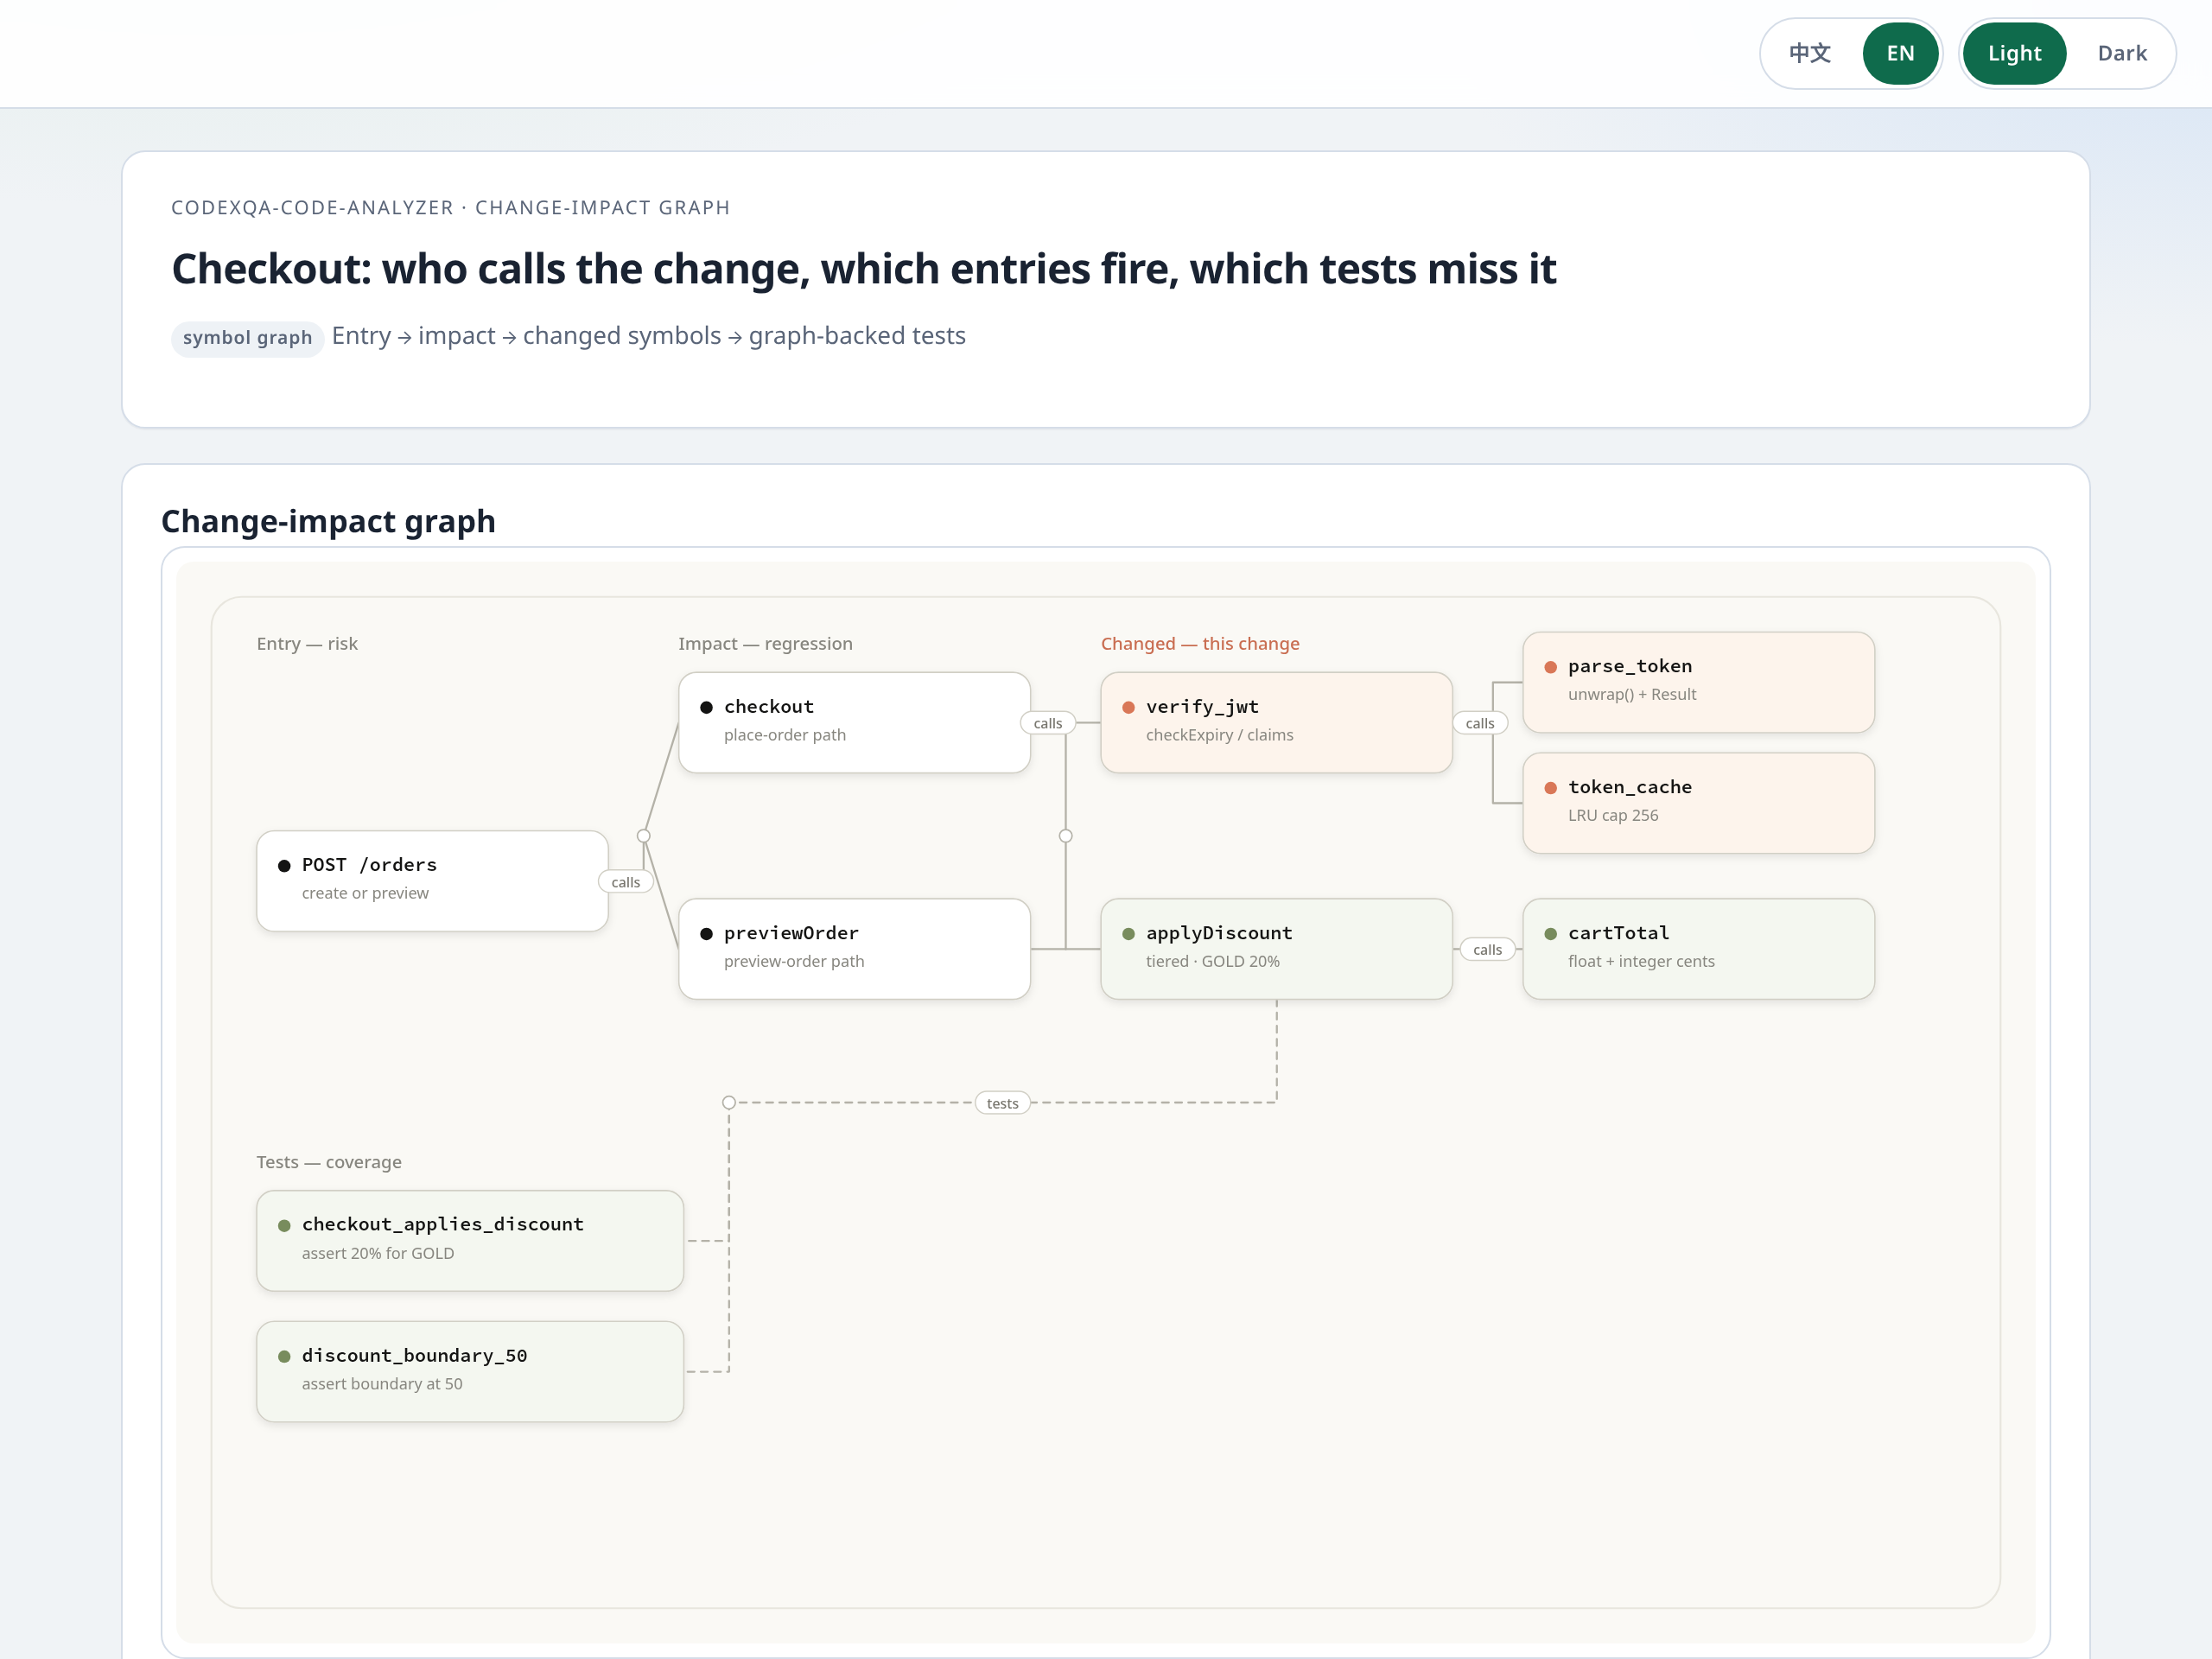 中文 EN Light Dark
CODEXQA-CODE-ANALYZER · CHANGE-IMPACT GRAPH
Checkout: who calls the change, which entries fire, which tests miss it
symbol graph Entry → impact → changed symbols → graph-backed tests
Change-impact graph
Entry — risk
Impact — regression
Changed — this change
checkout
place-order path
calls
verify_jwt
checkExpiry / claims
calls
parse_token
unwrap() + Result
token_cache
LRU cap 256
POST /orders
create or preview
calls
previewOrder
preview-order path
applyDiscount
tiered · GOLD 20%
calls
cartTotal
float + integer cents
tests
Tests — coverage
checkout_applies_discount
assert 20% for GOLD
discount_boundary_50
assert boundary at 50